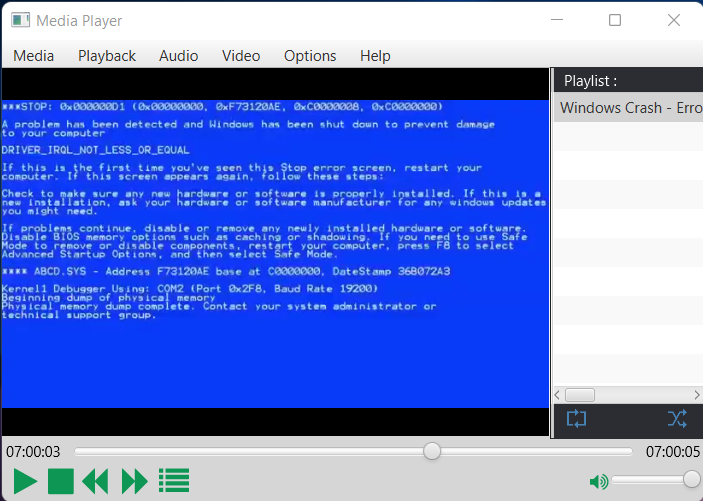 Media Player
Media Playback Audio Video Options Help
***STOP: 0x000000D1 (0x00000000, 0xF73120AE, 0xC0000008, 0xC0000000)
A problem has been detected and Windows has been shut down to prevent damage
to your computer
DRIVER_IRQL_NOT_LESS_OR_EQUAL
If this is the first time you've seen this Stop error screen, restart your
computer. If this screen appears again, follow these steps:
Check to make sure any new hardware or software is properly installed. If this is a
new installation, ask your hardware or software manufacturer for any windows updates
you might need.
If problems continue, disable or remove any newly installed hardware or software.
Disable BIOS memory options such as caching or shadowing. If you need to use Safe
Mode to remove or disable components, restart your computer, press F8 to select
Advanced Startup Options, and then select Safe Mode.
**** ABCD.SYS - Address F73120AE base at C0000000, DateStamp 36B072A3
Kernel1 Debugger Using: COM2 (Port 0x2F8, Baud Rate 19200)
Beginning dump of physical memory
Physical memory dump complete. Contact your system administrator or
technical support group.
Playlist :
Windows Crash - Erro
07:00:03
07:00:05